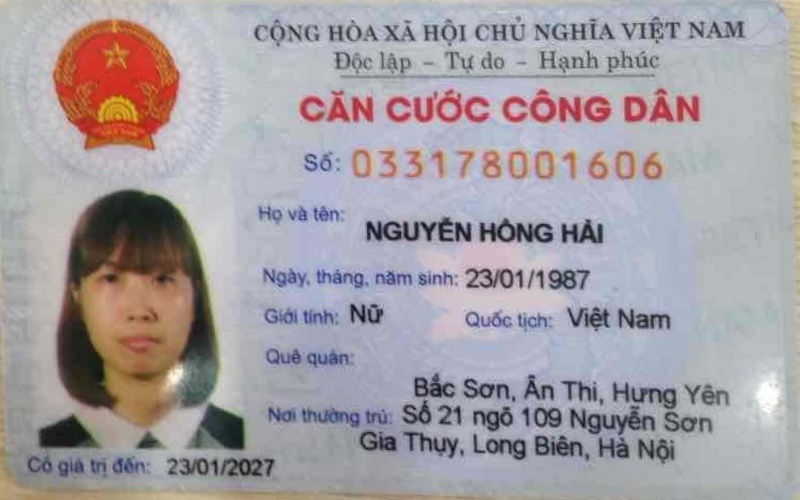 CỘNG HÒA XÃ HỘI CHỦ NGHĨA VIỆT NAM
Độc lập - Tự do - Hạnh phúc
CĂN CƯỚC CÔNG DÂN
Số: 033178001606
Họ và tên: NGUYỄN HỒNG HẢI
Ngày, tháng, năm sinh: 23/01/1987
Giới tính: Nữ Quốc tịch: Việt Nam
Quê quán:
Bắc Sơn, Ân Thi, Hưng Yên
Nơi thường trú: Số 21 ngõ 109 Nguyễn Sơn
Gia Thụy, Long Biên, Hà Nội
Có giá trị đến: 23/01/2027